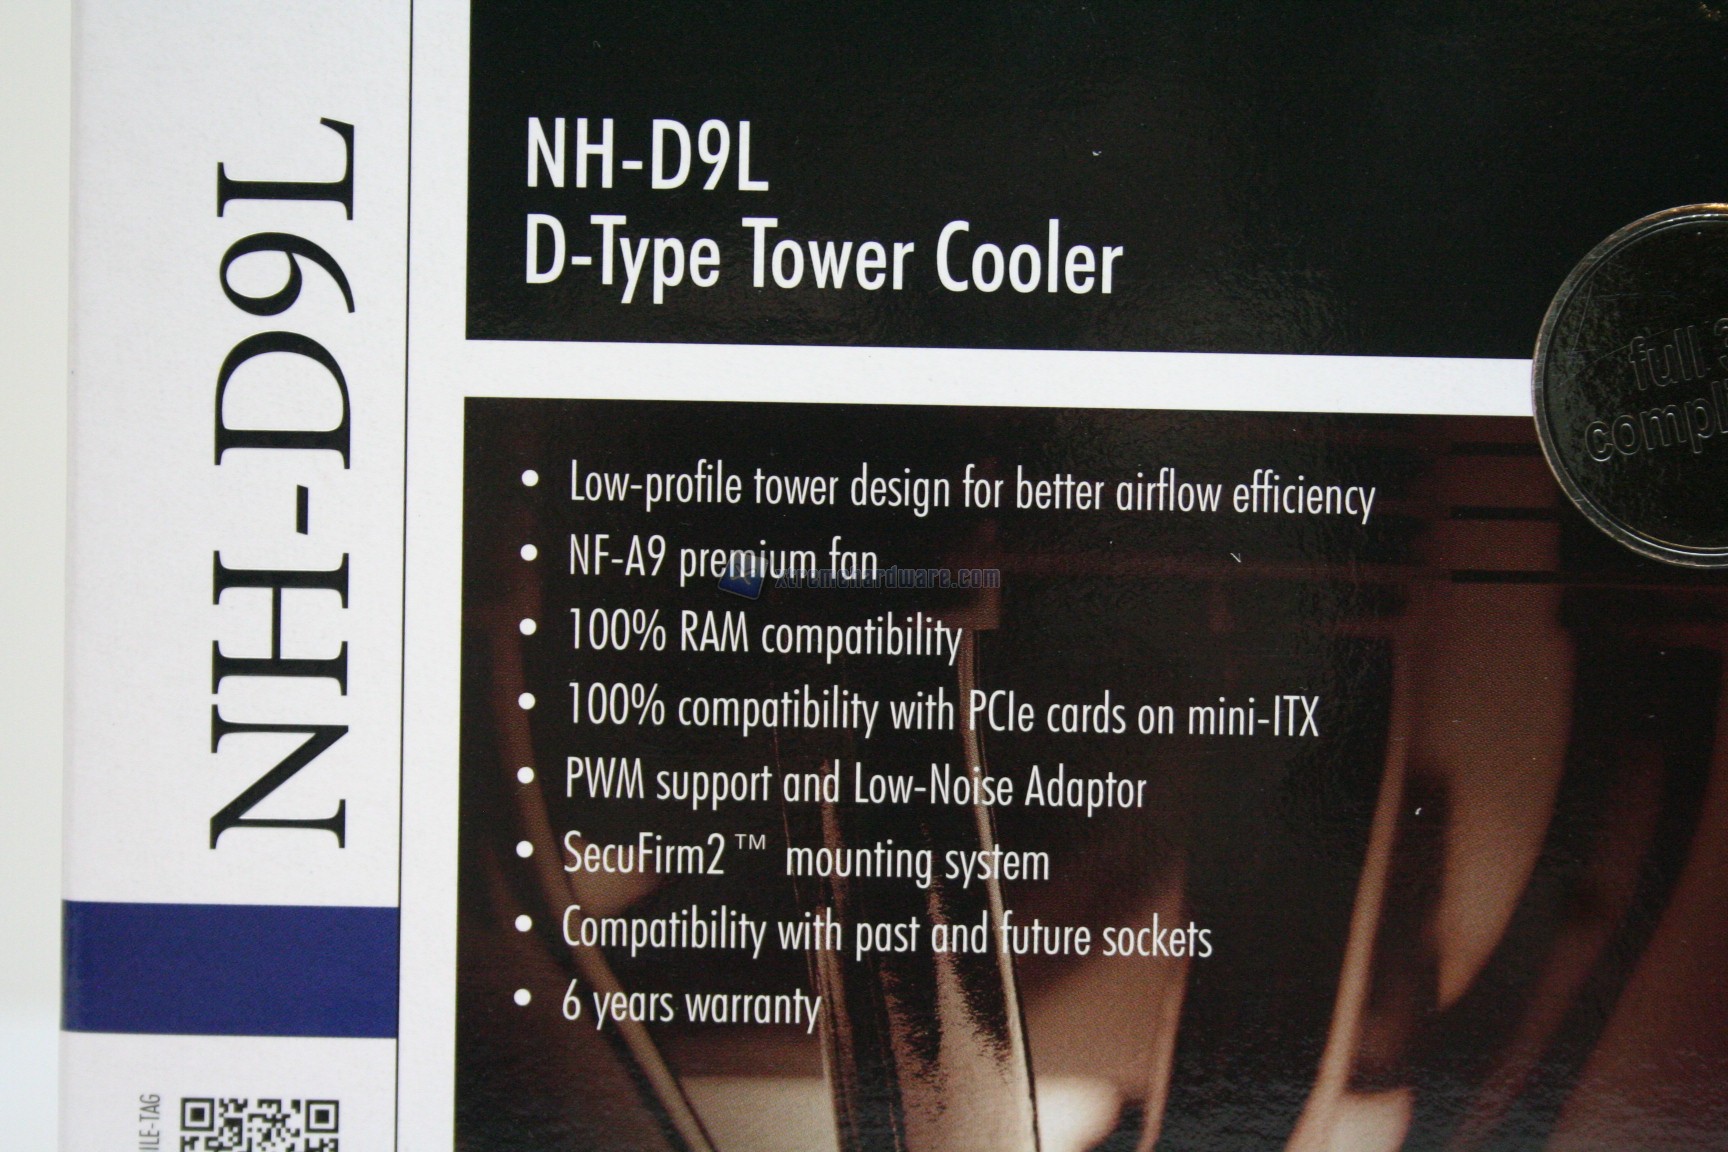 NH-D9L
NH-D9L
D-Type Tower Cooler
full
• Low-profile tower design for better airflow efficiency
• NF-A9 premium fan
xtremehardware.com
• 100% RAM compatibility
• 100% compatibility with PCIe cards on mini-ITX
• PWM support and Low-Noise Adaptor
• SecuFirm2™ mounting system
• Compatibility with past and future sockets
• 6 years warranty